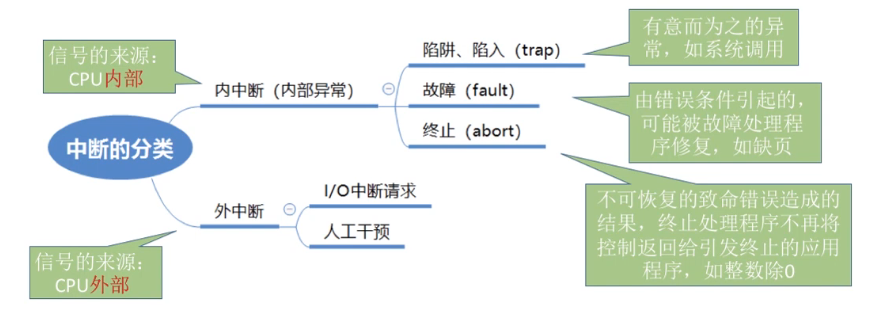 信号的来源：
CPU内部
内中断（内部异常）
陷阱、陷入（trap）
有意而为之的异
常，如系统调用
故障（fault）
由错误条件引起的，
可能被故障处理程
序修复，如缺页
终止（abort）
不可恢复的致命错误造成的
结果，终止处理程序不再将
控制返回给引发终止的应用
程序，如整数除0
中断的分类
外中断
I/O中断请求
人工干预
信号的来源：
CPU外部